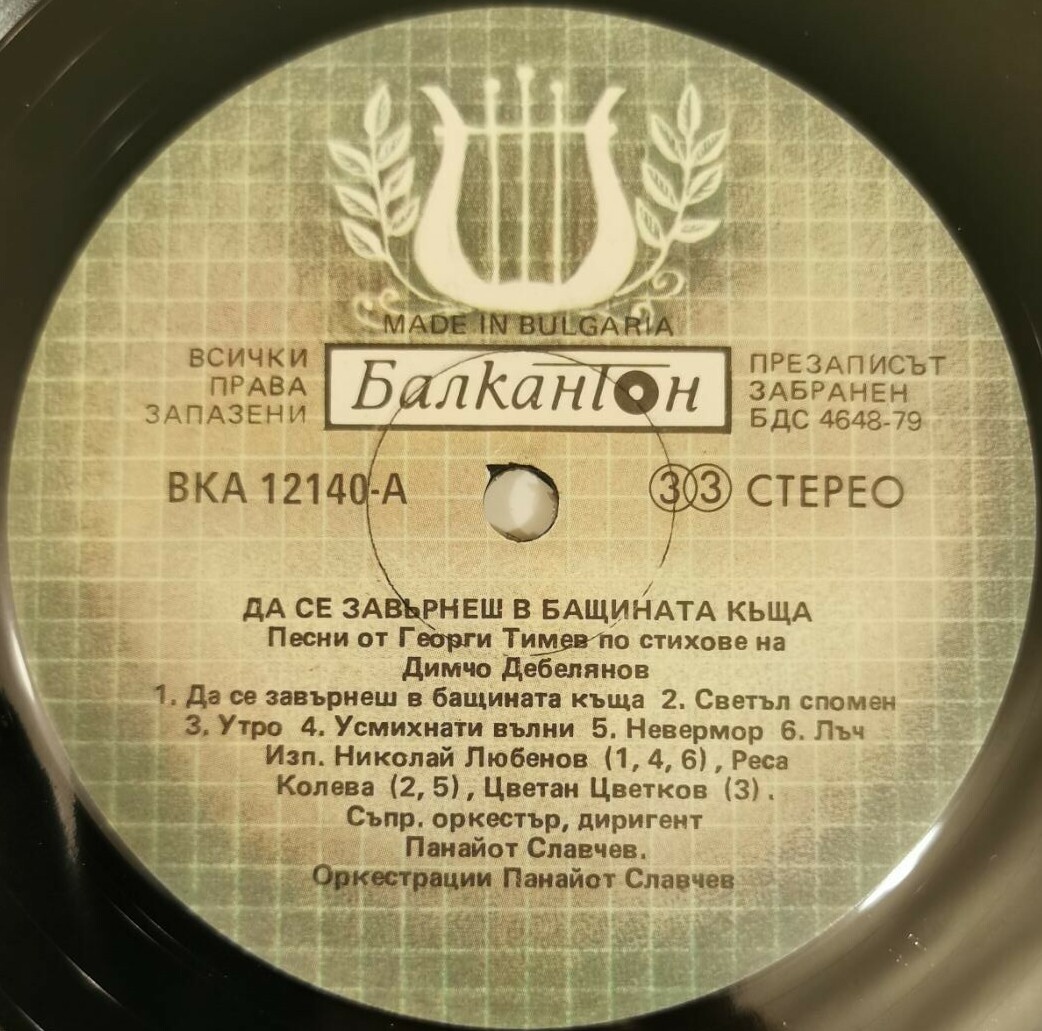 MADE IN BULGARIA
ВСИЧКИ
ПРАВА
ЗАПАЗЕНИ
Балкантон
ПРЕЗАПИСЪТ
ЗАБРАНЕН
БДС 4648-79
ВКА 12140-А
33 СТЕРЕО
ДА СЕ ЗАВЪРНЕШ В БАЩИНАТА КЪЩА
Песни от Георги Тимев по стихове на
Димчо Дебелянов
1. Да се завърнеш в бащината къща 2. Светъл спомен
3. Утро 4. Усмихнати вълни 5. Невермор 6. Лъч
Изп. Николай Любенов (1, 4, 6), Реса
Колева (2, 5), Цветан Цветков (3).
Съпр. оркестър, диригент
Панайот Славчев.
Оркестрации Панайот Славчев